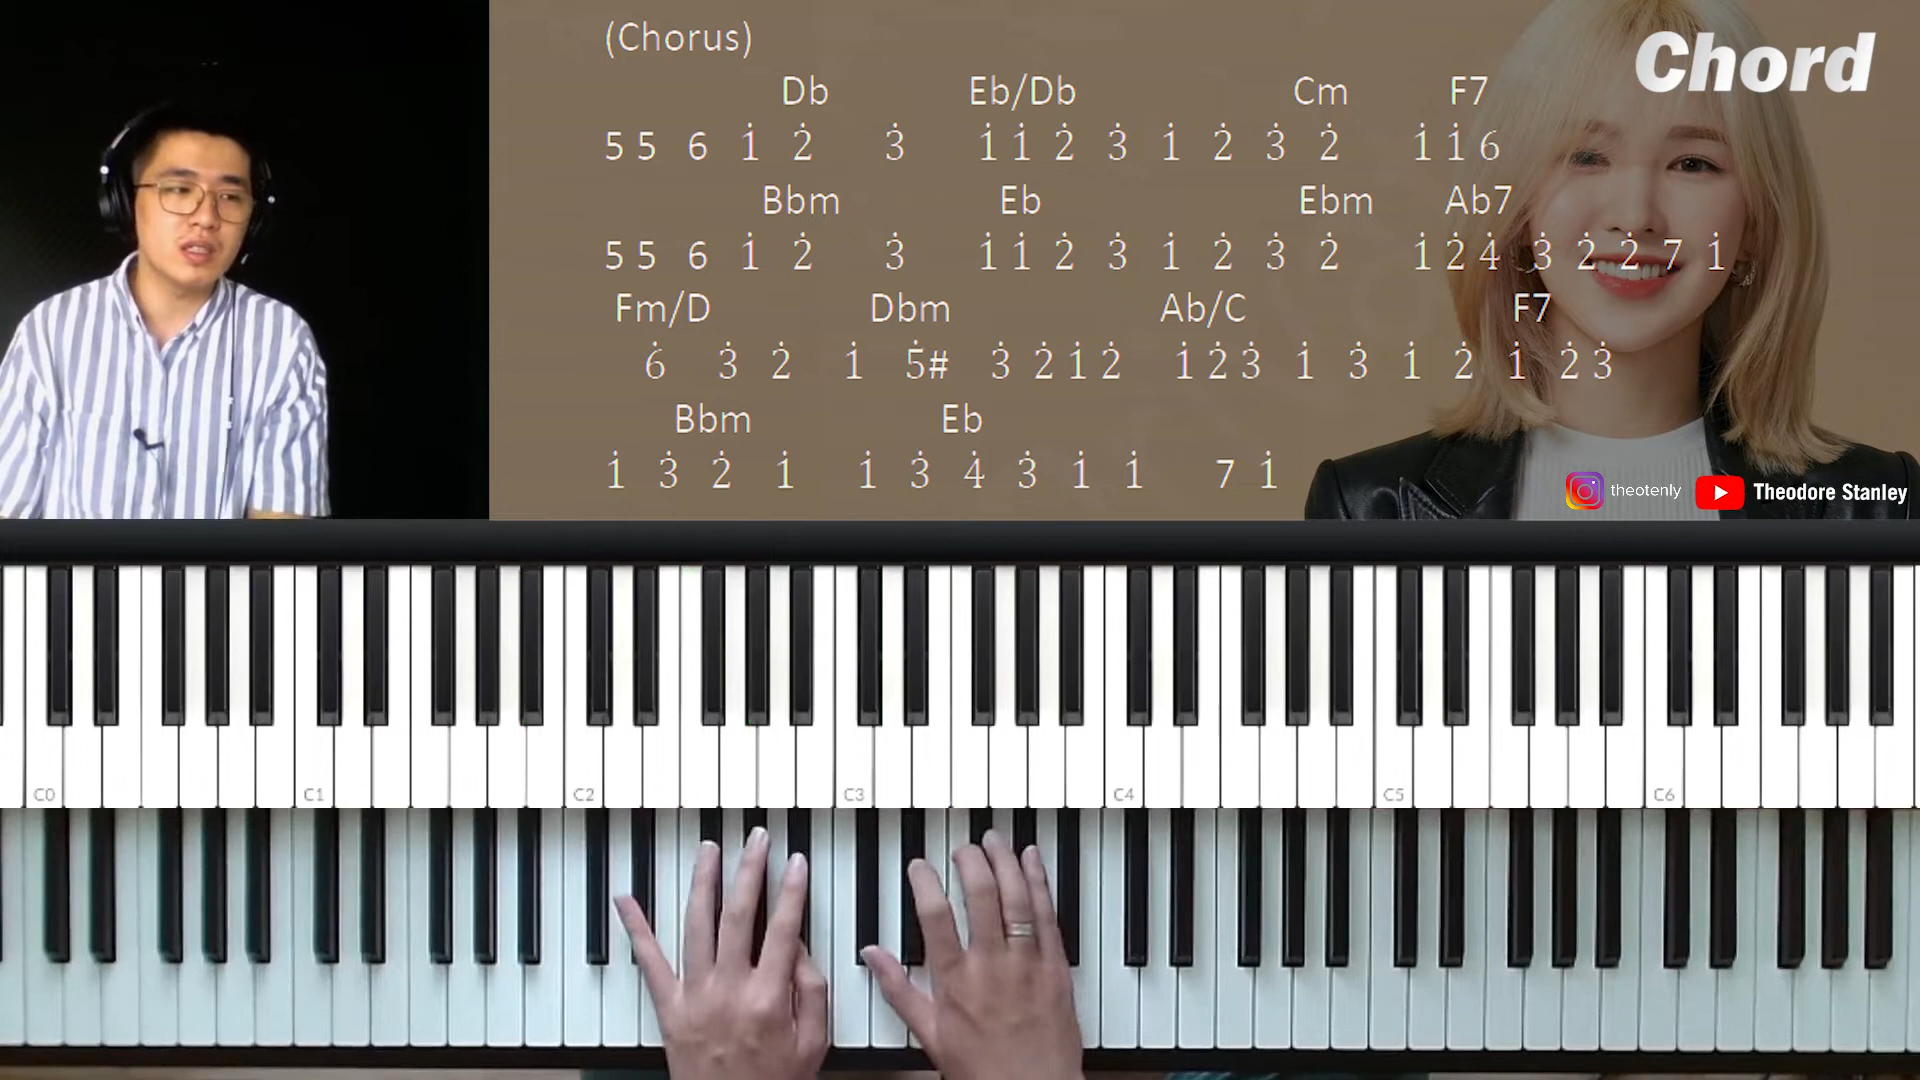 (Chorus)
Chord
Db Eb/Db Cm F7
5 5 6 1̇ 2̇ 3̇ 1̇ 1̇ 2̇ 3̇ 1̇ 2̇ 3̇ 2̇ 1̇ 1̇ 6
Bbm Eb Ebm Ab7
5 5 6 1̇ 2̇ 3̇ 1̇ 1̇ 2̇ 3̇ 1̇ 2̇ 3̇ 2̇ 1̇ 2̇ 4̇ 3̇ 2̇ 2̇ 7 1̇
Fm/D Dbm Ab/C F7
6̇ 3̇ 2̇ 1̇ 5̇# 3̇ 2̇ 1̇ 2̇ 1̇ 2̇ 3̇ 1̇ 3̇ 1̇ 2̇ 1̇ 2̇ 3̇
Bbm Eb
1̇ 3̇ 2̇ 1̇ 1̇ 3̇ 4̇ 3̇ 1̇ 1̇ 7 1̇
theotenly Theodore Stanley
C0 C1 C2 C3 C4 C5 C6